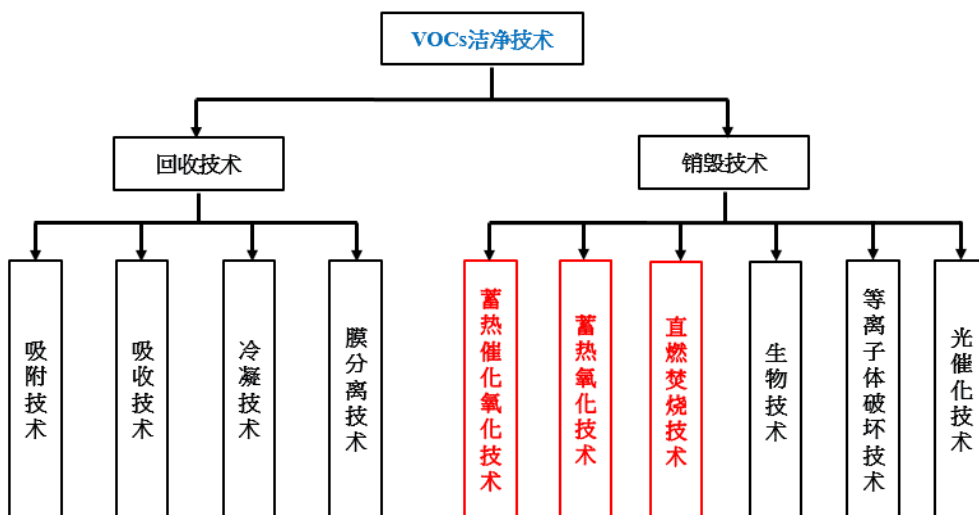 VOCs洁净技术
回收技术
销毁技术
吸附技术
吸收技术
冷凝技术
膜分离技术
蓄热催化氧化技术
蓄热氧化技术
直燃焚烧技术
生物技术
等离子体破坏技术
光催化技术